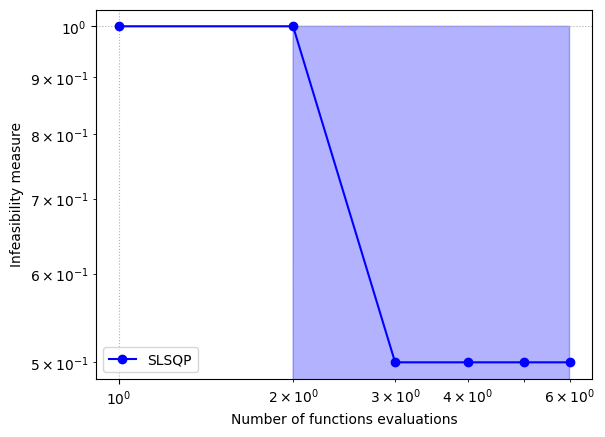 10⁰
9 × 10⁻¹
8 × 10⁻¹
7 × 10⁻¹
6 × 10⁻¹
5 × 10⁻¹
Infeasibility measure
SLSQP
10⁰
2 × 10⁰
3 × 10⁰
4 × 10⁰
6 × 10⁰
Number of functions evaluations